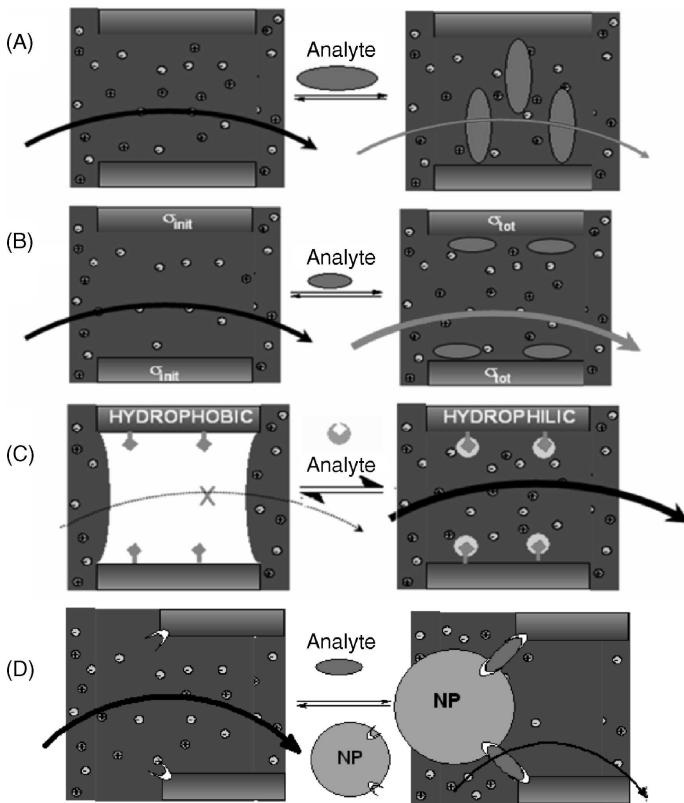 (A)
Analyte
(B)
σinit
σinit
Analyte
σtot
σtot
(C)
HYDROPHOBIC
Analyte
HYDROPHILIC
(D)
Analyte
NP
NP